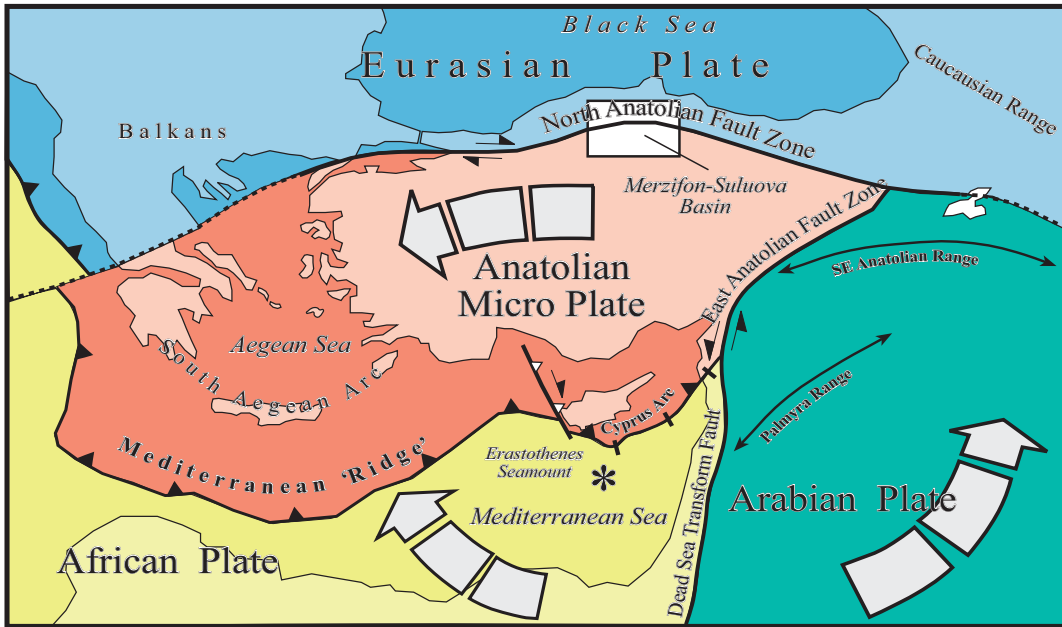 Black Sea
Eurasian Plate
Caucausian Range
Balkans
North Anatolian Fault Zone
Merzifon-Suluova
Basin
East Anatolian Fault Zone
SE Anatolian Range
Anatolian
Micro Plate
Aegean Sea
South Aegean Arc
Palmyra Range
Cyprus Arc
Mediterranean 'Ridge'
Erastothenes
Seamount
*
Mediterranean Sea
Dead Sea Transform Fault
Arabian Plate
African Plate